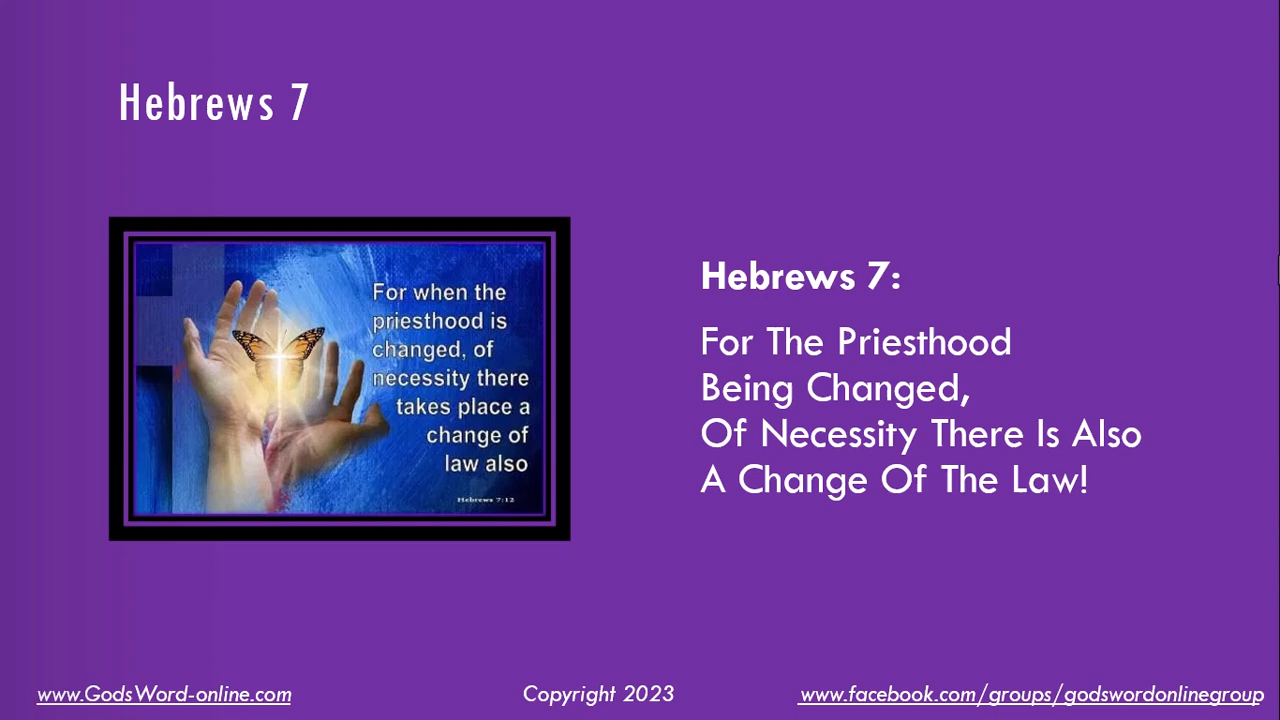 Hebrews 7
For when the
priesthood is
changed, of
necessity there
takes place a
change of
law also
Hebrews 7:12
Hebrews 7:
For The Priesthood
Being Changed,
Of Necessity There Is Also
A Change Of The Law!
www.GodsWord-online.com
Copyright 2023
www.facebook.com/groups/godswordonlinegroup